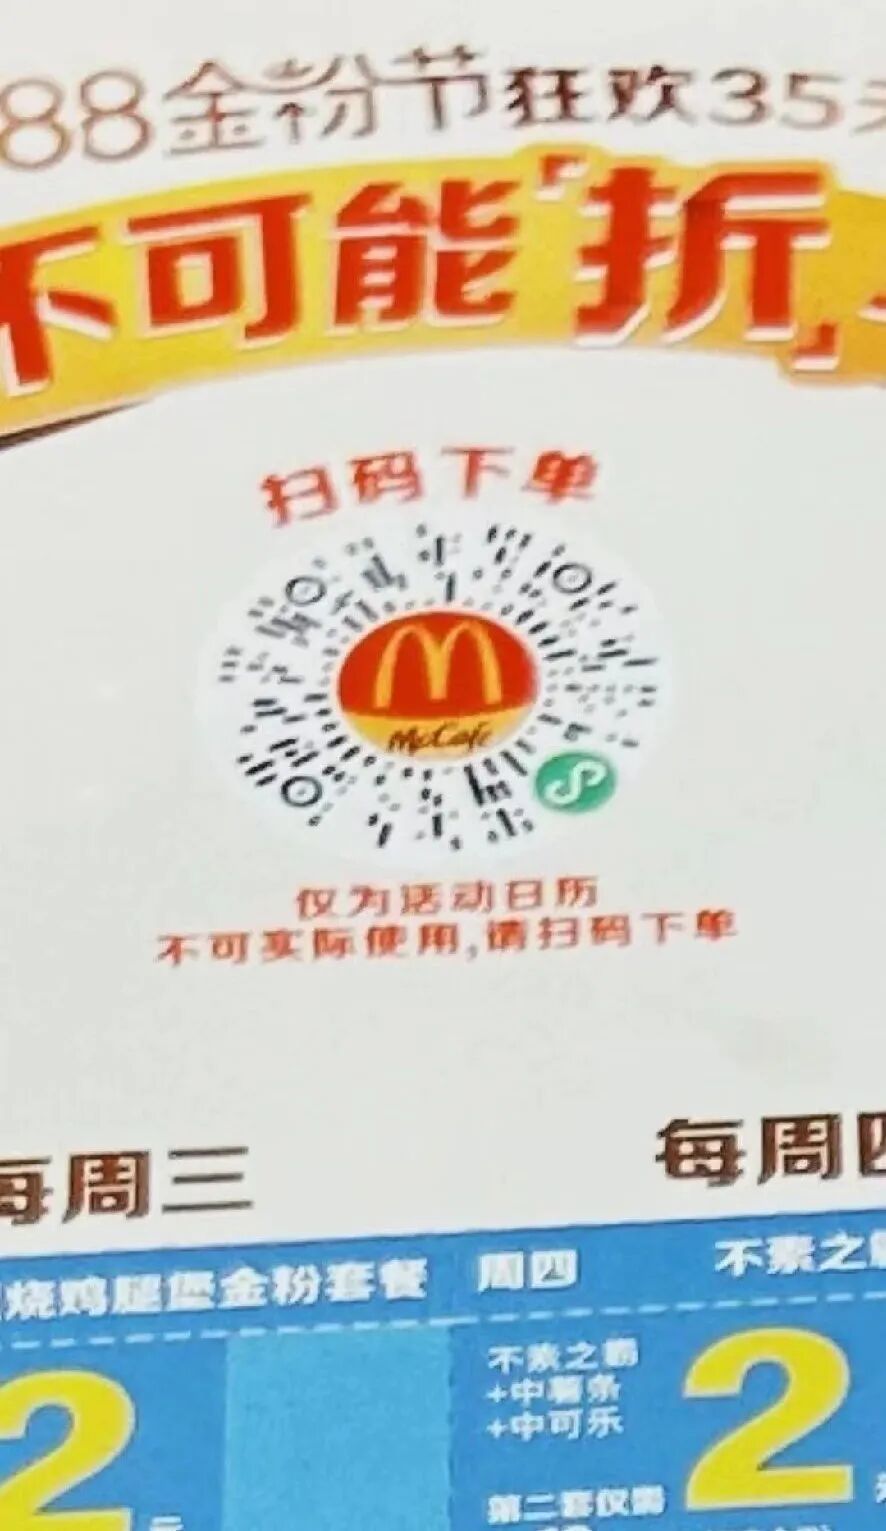 88金粉节狂欢35天
不可能"折"
扫码下单
McCafé
仅为活动日历
不可实际使用,请扫码下单
每周三
每周四
烧鸡腿堡金粉套餐
周四
不素之霸
不素之霸
+中薯条
+中可乐
2
2
元
第二套仅需